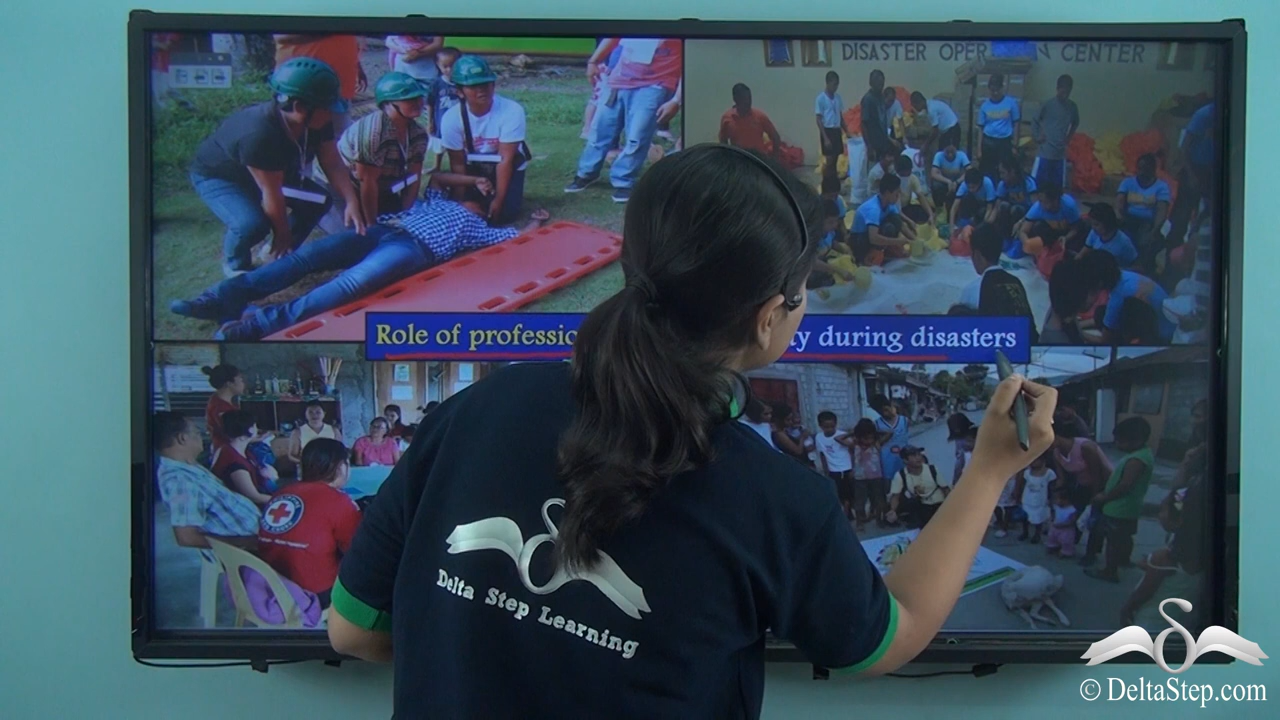 DISASTER OPER N CENTER
Role of professio ty during disasters
Delta Step Learning
© DeltaStep.com